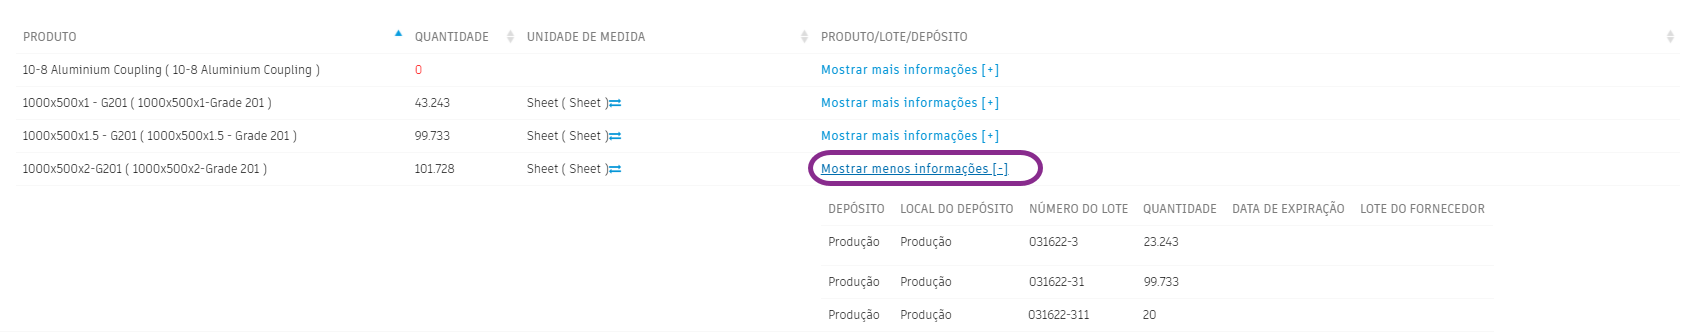 PRODUTO QUANTIDADE UNIDADE DE MEDIDA PRODUTO/LOTE/DEPÓSITO
10-8 Aluminium Coupling ( 10-8 Aluminium Coupling ) 0 Mostrar mais informações [+]
1000x500x1 - G201 ( 1000x500x1-Grade 201 ) 43.243 Sheet ( Sheet ) Mostrar mais informações [+]
1000x500x1.5 - G201 ( 1000x500x1.5 - Grade 201 ) 99.733 Sheet ( Sheet ) Mostrar mais informações [+]
1000x500x2-G201 ( 1000x500x2-Grade 201 ) 101.728 Sheet ( Sheet ) Mostrar menos informações [-]
DEPÓSITO LOCAL DO DEPÓSITO NÚMERO DO LOTE QUANTIDADE DATA DE EXPIRAÇÃO LOTE DO FORNECEDOR
Produção Produção 031622-3 23.243
Produção Produção 031622-31 99.733
Produção Produção 031622-311 20